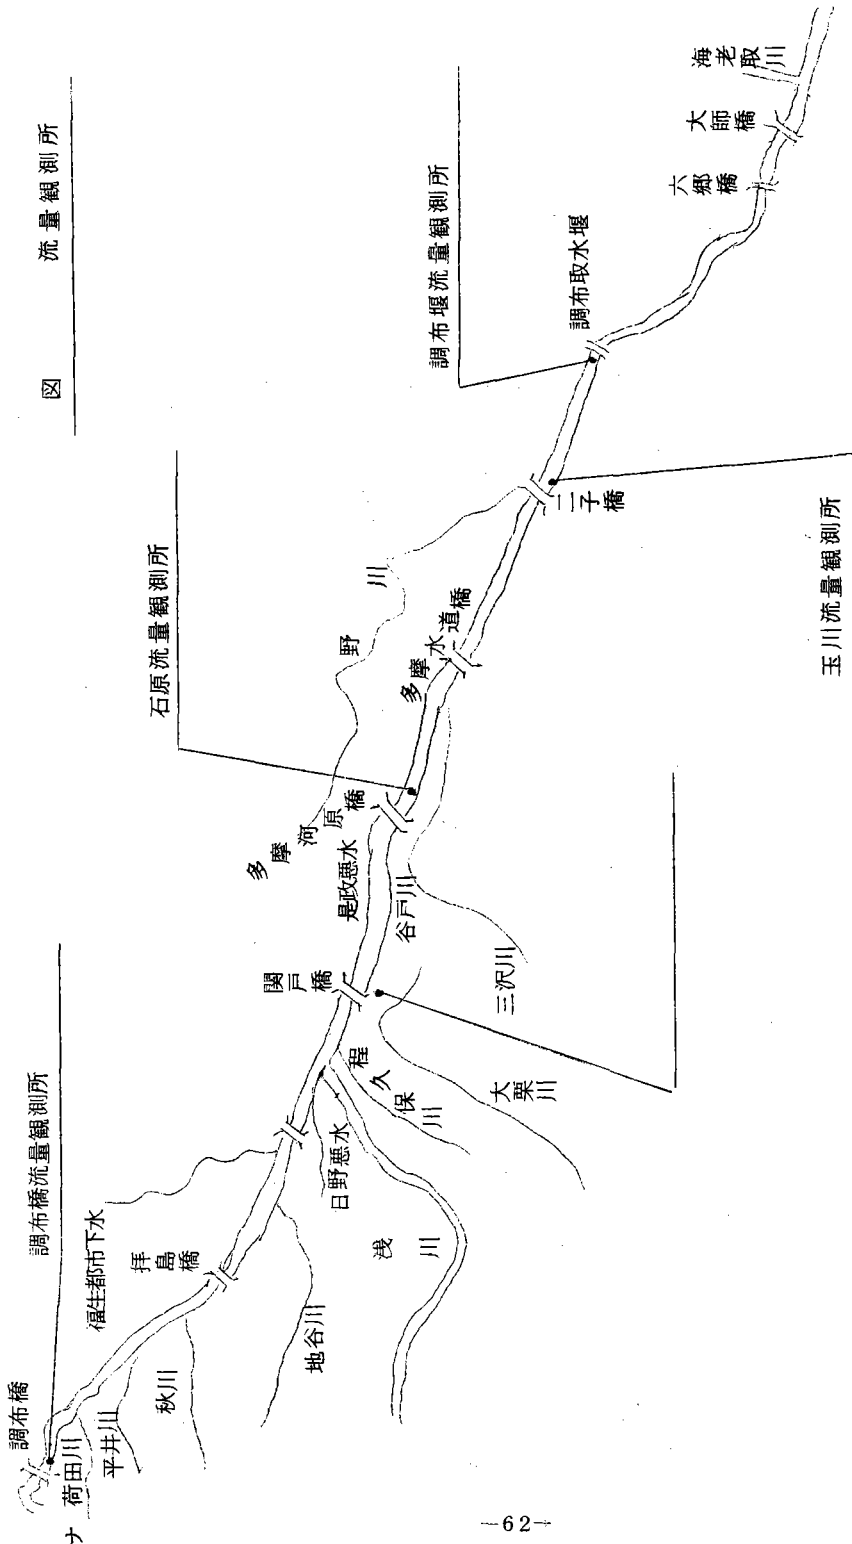 図　流量観測所
調布橋流量観測所
石原流量観測所
調布堰流量観測所
玉川流量観測所
調布橋
ナ荷田川
平井川
秋川
福生都市下水
拝島橋
地谷川
日野悪水
浅川
程久保川
関戸橋
大栗川
是政悪水
谷戸川
三沢川
多摩河原橋
野川
多摩水道橋
二子橋
調布取水堰
六郷橋
大師橋
海老取川
—62—